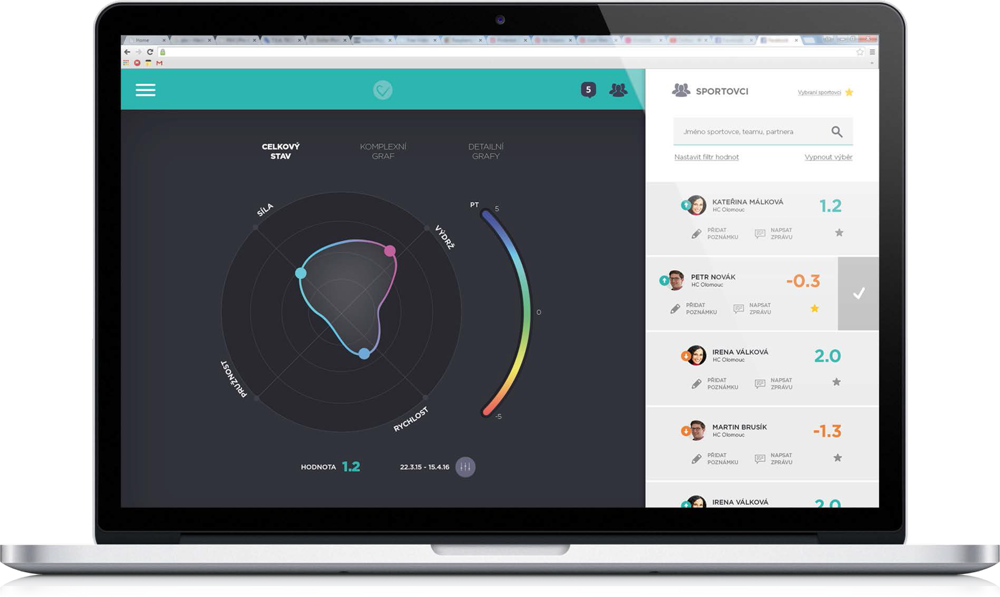 Home
5
CELKOVÝ
STAV
KOMPLEXNÍ
GRAF
DETAILNÍ
GRAFY
SÍLA
VÝDRŽ
PRUŽNOST
RYCHLOST
PT
5
0
-5
HODNOTA 1.2
22.3.15 - 15.4.16
SPORTOVCI
Vybraní sportovci
Jméno sportovce, teamu, partnera
Nastavit filtr hodnot
Vypnout výběr
KATEŘINA MÁLKOVÁ
HC Olomouc
1.2
PŘIDAT
POZNÁMKU
NAPSAT
ZPRÁVU
PETR NOVÁK
HC Olomouc
-0.3
PŘIDAT
POZNÁMKU
NAPSAT
ZPRÁVU
IRENA VÁLKOVÁ
HC Olomouc
2.0
PŘIDAT
POZNÁMKU
NAPSAT
ZPRÁVU
MARTIN BRUSÍK
HC Olomouc
-1.3
PŘIDAT
POZNÁMKU
NAPSAT
ZPRÁVU
IRENA VÁLKOVÁ
2.0